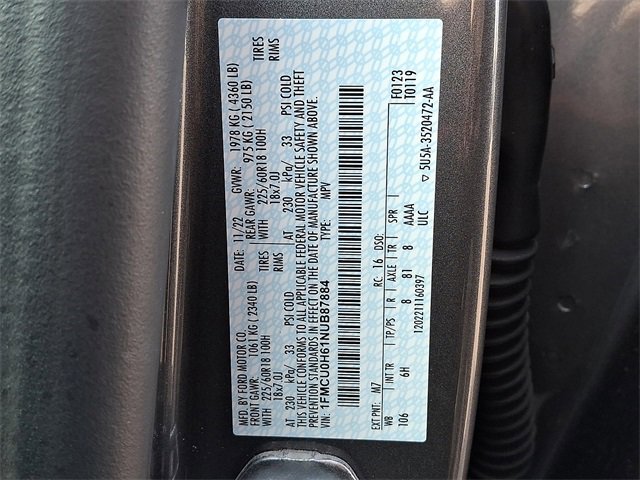 MFD. BY FORD MOTOR CO.
DATE: 11/22 GVWR: 1978 KG ( 4360 LB)
FRONT GAWR: 1061 KG ( 2340 LB) REAR GAWR: 975 KG ( 2150 LB)
WITH 225/60R18 100H TIRES WITH 225/60R18 100H TIRES
18x7.0J RIMS 18x7.0J RIMS
AT 230 kPa/ 33 PSI COLD AT 230 kPa/ 33 PSI COLD
THIS VEHICLE CONFORMS TO ALL APPLICABLE FEDERAL MOTOR VEHICLE SAFETY AND THEFT
PREVENTION STANDARDS IN EFFECT ON THE DATE OF MANUFACTURE SHOWN ABOVE.
VIN: 1FMCU0H61NUB87884 TYPE: MPV
F0123
F0119
EXT PNT: M7 RC: 16 DSO:
WB INT TR TP/PS R AXLE TR SPR
106 6H 8 81 8 AAAA
ULC
1202211160397
▽ 5U5A-3520472-AA